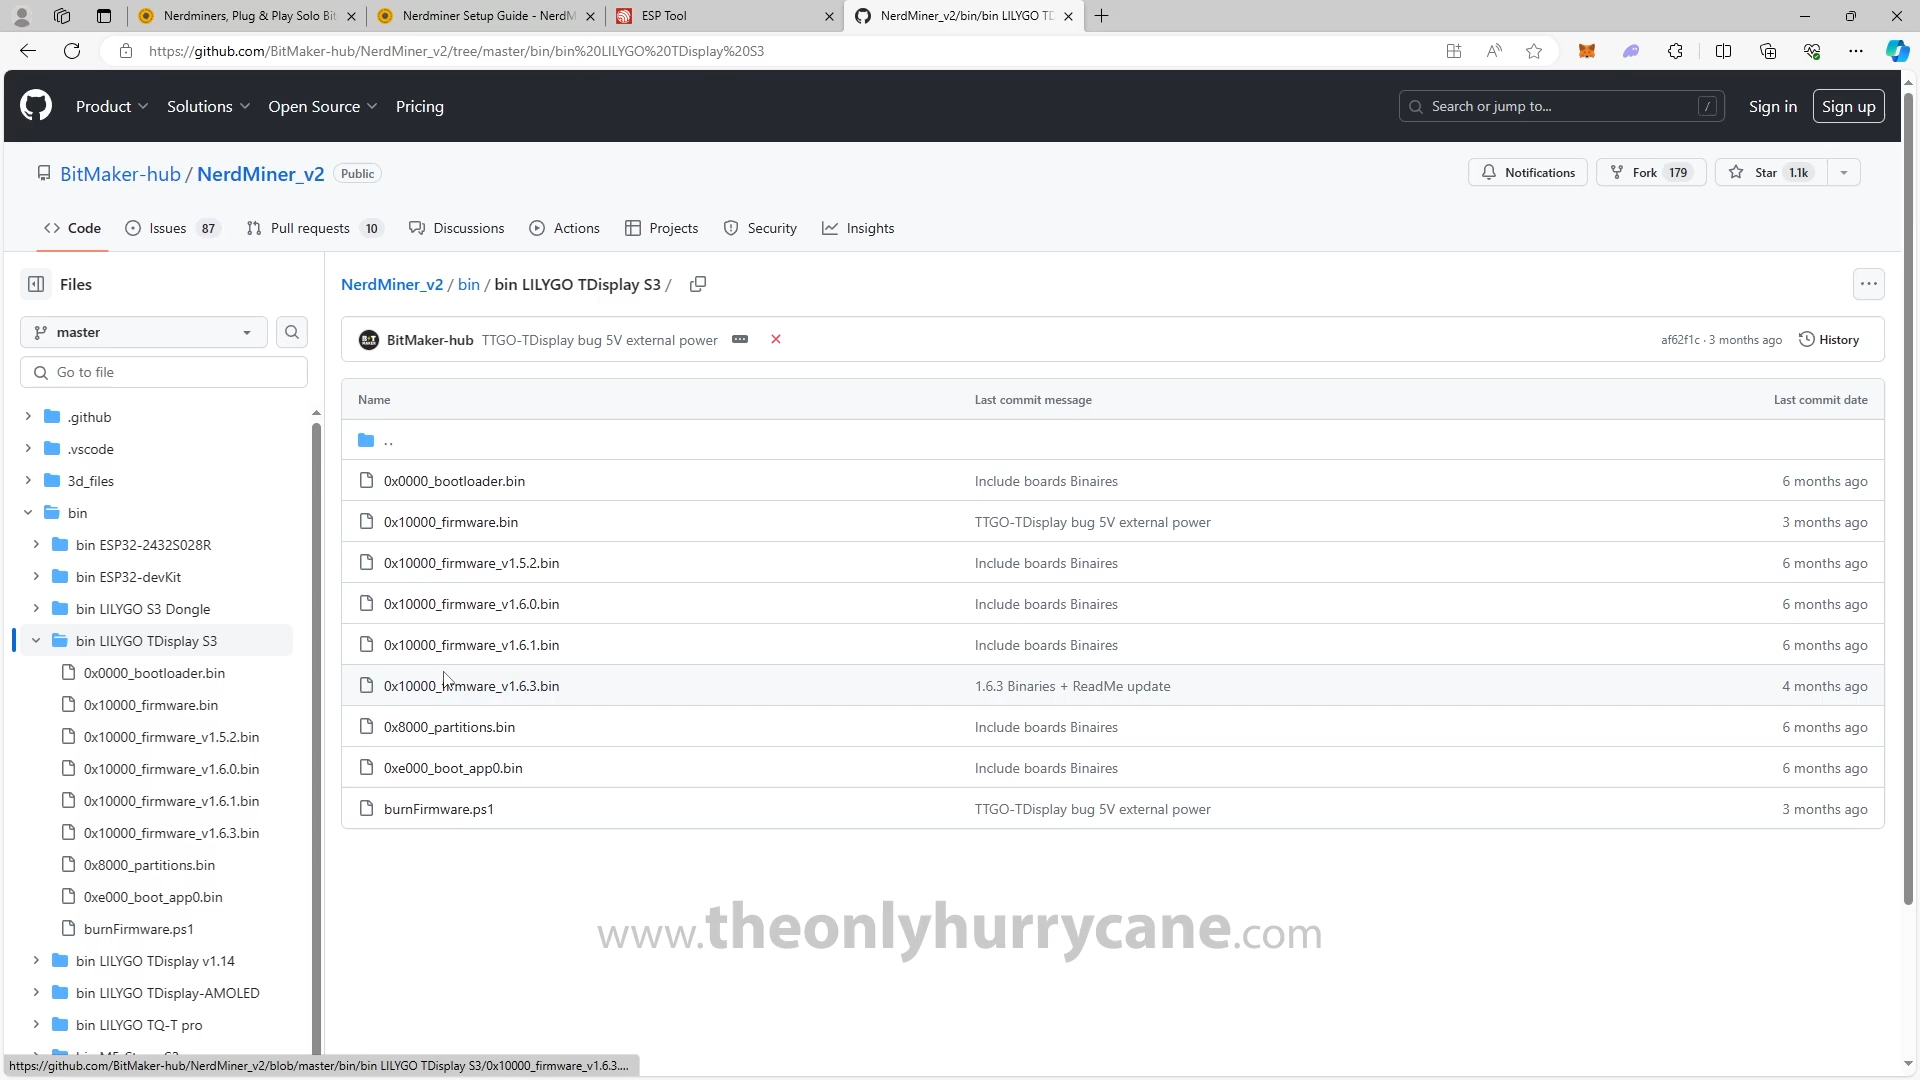 Nerdminers, Plug & Play Solo Bit
Nerdminer Setup Guide - NerdM
ESP Tool
NerdMiner_v2/bin/bin LILYGO TD
https://github.com/BitMaker-hub/NerdMiner_v2/tree/master/bin/bin%20LILYGO%20TDisplay%20S3
Product Solutions Open Source Pricing
Search or jump to... /
Sign in Sign up
BitMaker-hub / NerdMiner_v2 Public
Notifications Fork 179 Star 1.1k
Code Issues 87 Pull requests 10 Discussions Actions Projects Security Insights
Files
master
Go to file
.github
.vscode
3d_files
bin
bin ESP32-2432S028R
bin ESP32-devKit
bin LILYGO S3 Dongle
bin LILYGO TDisplay S3
0x0000_bootloader.bin
0x10000_firmware.bin
0x10000_firmware_v1.5.2.bin
0x10000_firmware_v1.6.0.bin
0x10000_firmware_v1.6.1.bin
0x10000_firmware_v1.6.3.bin
0x8000_partitions.bin
0xe000_boot_app0.bin
burnFirmware.ps1
bin LILYGO TDisplay v1.14
bin LILYGO TDisplay-AMOLED
bin LILYGO TQ-T pro
NerdMiner_v2 / bin / bin LILYGO TDisplay S3 /
BitMaker-hub TTGO-TDisplay bug 5V external power
af62f1c · 3 months ago History
Name Last commit message Last commit date
..
0x0000_bootloader.bin Include boards Binaires 6 months ago
0x10000_firmware.bin TTGO-TDisplay bug 5V external power 3 months ago
0x10000_firmware_v1.5.2.bin Include boards Binaires 6 months ago
0x10000_firmware_v1.6.0.bin Include boards Binaires 6 months ago
0x10000_firmware_v1.6.1.bin Include boards Binaires 6 months ago
0x10000_firmware_v1.6.3.bin 1.6.3 Binaries + ReadMe update 4 months ago
0x8000_partitions.bin Include boards Binaires 6 months ago
0xe000_boot_app0.bin Include boards Binaires 6 months ago
burnFirmware.ps1 TTGO-TDisplay bug 5V external power 3 months ago
www.theonlyhurrycane.com
https://github.com/BitMaker-hub/NerdMiner_v2/blob/master/bin/bin LILYGO TDisplay S3/0x10000_firmware_v1.6.3....